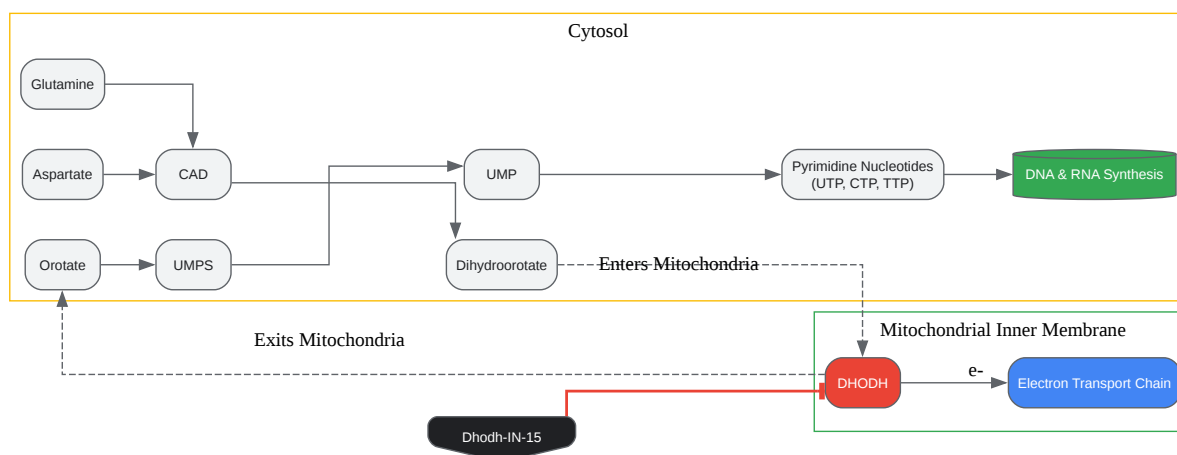 Cytosol
Glutamine
Aspartate
CAD
UMP
Pyrimidine Nucleotides
(UTP, CTP, TTP)
DNA & RNA Synthesis
Orotate
UMPS
Dihydroorotate
Enters Mitochondria
Exits Mitochondria
Mitochondrial Inner Membrane
DHODH
e-
Electron Transport Chain
Dhodh-IN-15